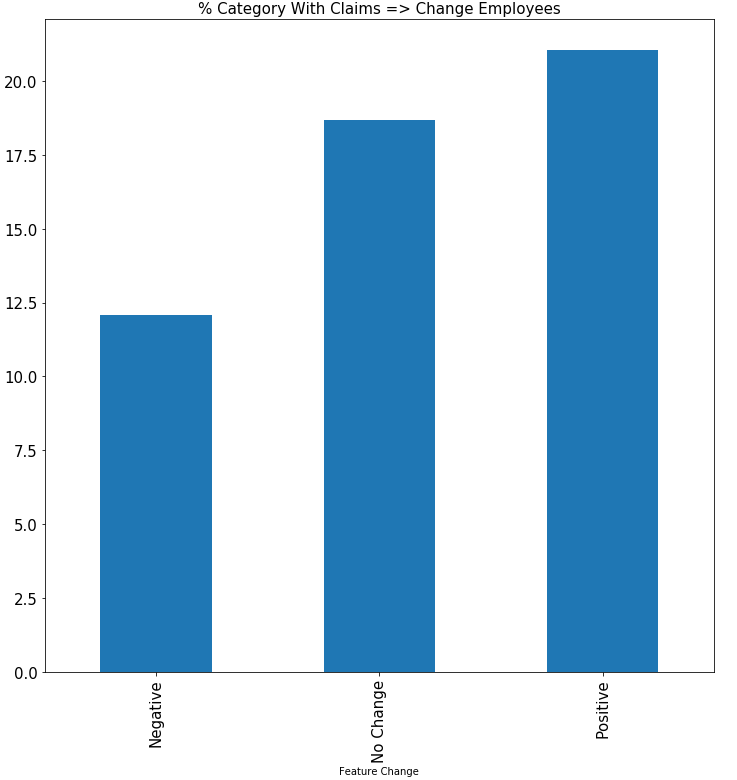 % Category With Claims => Change Employees
20.0
17.5
15.0
12.5
10.0
7.5
5.0
2.5
0.0
Negative
No Change
Positive
Feature Change